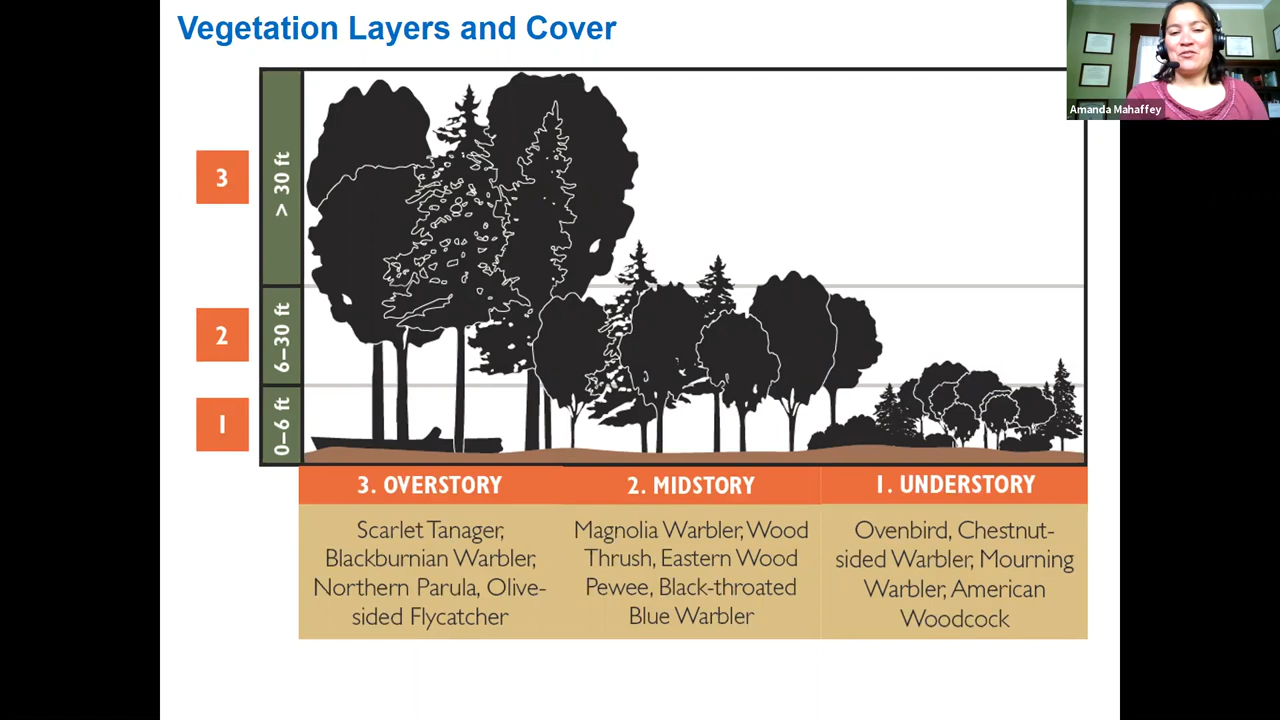 Vegetation Layers and Cover
Amanda Mahaffey
3
> 30 ft
2
6–30 ft
1
0–6 ft
3. OVERSTORY
2. MIDSTORY
1. UNDERSTORY
Scarlet Tanager,
Blackburnian Warbler,
Northern Parula, Olive-
sided Flycatcher
Magnolia Warbler, Wood
Thrush, Eastern Wood
Pewee, Black-throated
Blue Warbler
Ovenbird, Chestnut-
sided Warbler, Mourning
Warbler, American
Woodcock